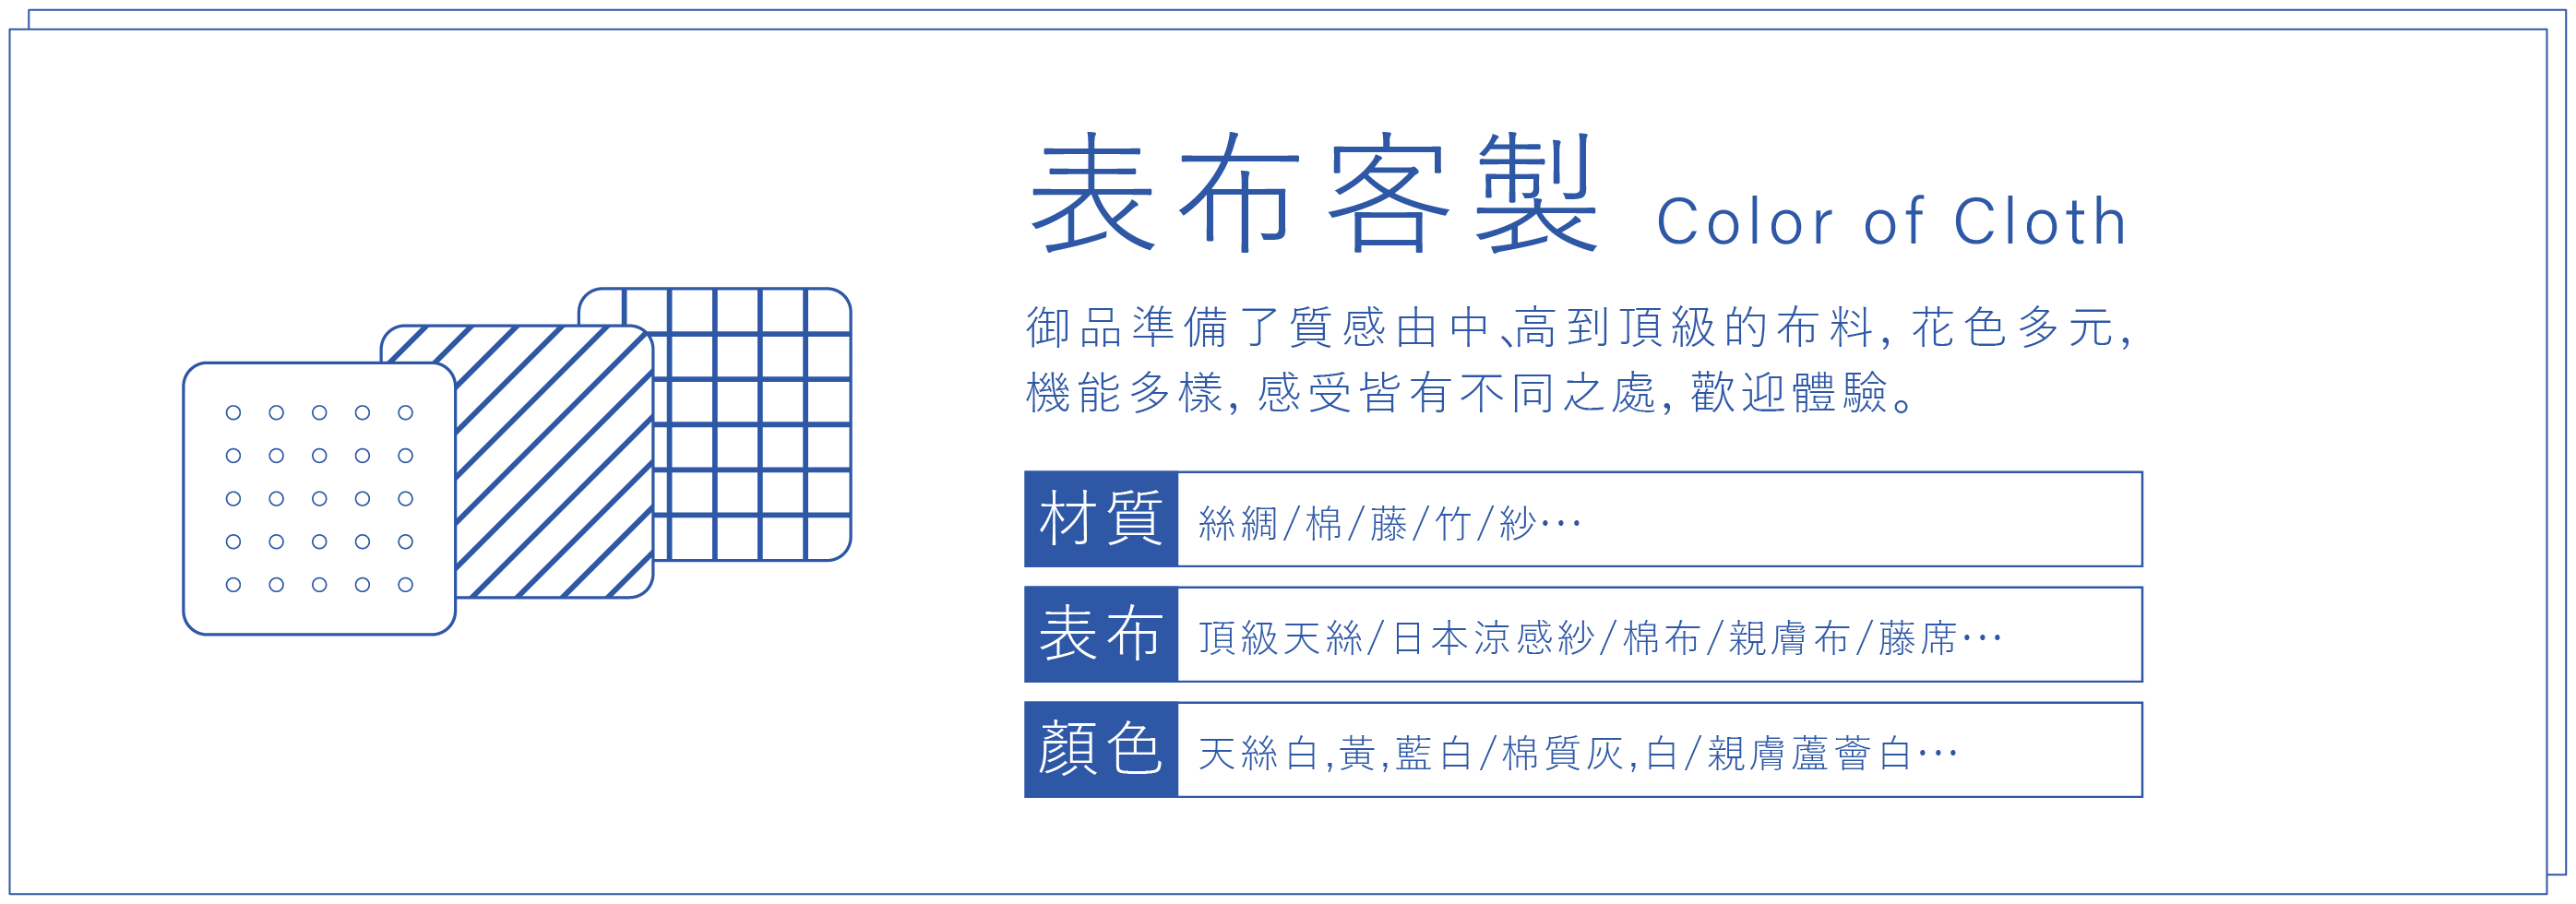 表布客製 Color of Cloth
御品準備了質感由中、高到頂級的布料, 花色多元,
機能多樣, 感受皆有不同之處, 歡迎體驗。
材質 絲綢/棉/藤/竹/紗⋯
表布 頂級天絲/日本涼感紗/棉布/親膚布/藤席⋯
顏色 天絲白,黃,藍白/棉質灰,白/親膚蘆薈白⋯